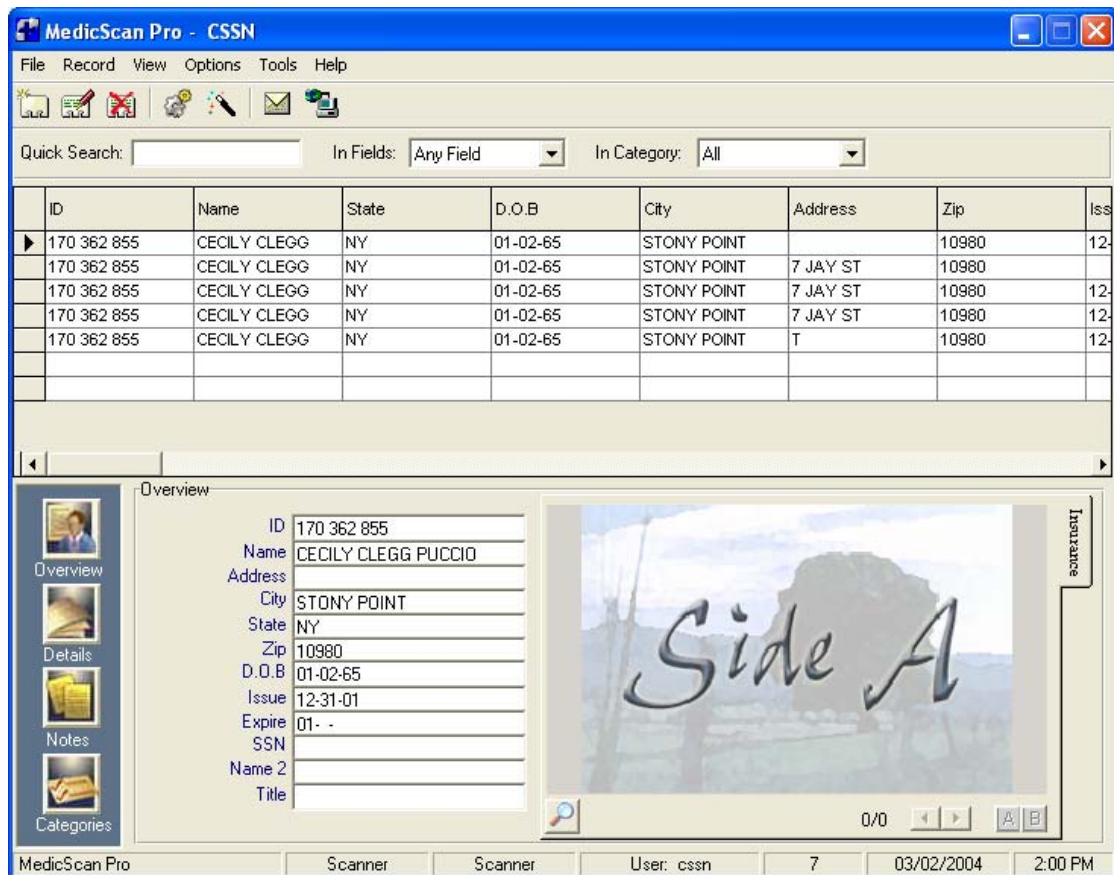 MedicScan Pro - CSSN
File Record View Options Tools Help
Quick Search: In Fields: Any Field In Category: All
ID Name State D.O.B City Address Zip Iss
170 362 855 CECILY CLEGG NY 01-02-65 STONY POINT 10980 12-
170 362 855 CECILY CLEGG NY 01-02-65 STONY POINT 7 JAY ST 10980
170 362 855 CECILY CLEGG NY 01-02-65 STONY POINT 7 JAY ST 10980 12-
170 362 855 CECILY CLEGG NY 01-02-65 STONY POINT 7 JAY ST 10980 12-
170 362 855 CECILY CLEGG NY 01-02-65 STONY POINT T 10980 12-
Overview
Details
Notes
Categories
Overview
ID 170 362 855
Name CECILY CLEGG PUCCIO
Address
City STONY POINT
State NY
Zip 10980
D.O.B 01-02-65
Issue 12-31-01
Expire 01- -
SSN
Name 2
Title
Side A
Insurance
0/0 A B
MedicScan Pro Scanner Scanner User: cssn 7 03/02/2004 2:00 PM